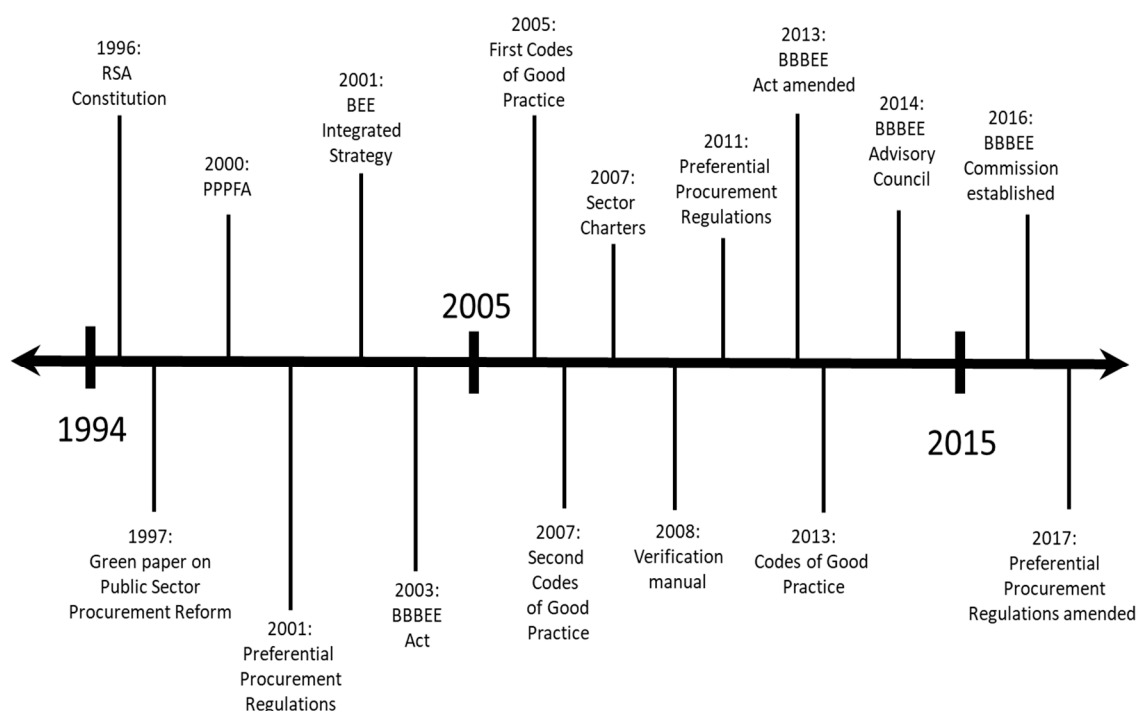 1996:
RSA
Constitution
2000:
PPPFA
2001:
BEE
Integrated
Strategy
2005:
First Codes
of Good
Practice
2007:
Sector
Charters
2011:
Preferential
Procurement
Regulations
2013:
BBBEE
Act amended
2014:
BBBEE
Advisory
Council
2016:
BBBEE
Commission
established
1994
2005
2015
1997:
Green paper on
Public Sector
Procurement Reform
2001:
Preferential
Procurement
Regulations
2003:
BBBEE
Act
2007:
Second
Codes
of Good
Practice
2008:
Verification
manual
2013:
Codes of Good
Practice
2017:
Preferential
Procurement
Regulations amended